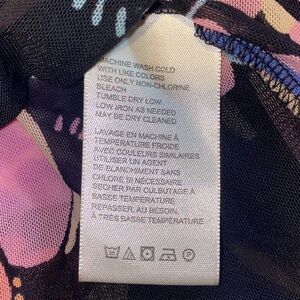 MACHINE WASH COLD
WITH LIKE COLORS
USE ONLY NON-CHLORINE
BLEACH
TUMBLE DRY LOW
LOW IRON AS NEEDED
MAY BE DRY CLEANED
LAVAGE EN MACHINE À
TEMPÉRATURE FROIDE
AVEC COULEURS SIMILAIRES
UTILISER UN AGENT
DE BLANCHIMENT SANS
CHLORE SI NÉCESSAIRE
SÉCHER PAR CULBUTAGE À
BASSE TEMPÉRATURE
REPASSER, AU BESOIN,
À TRÈS BASSE TEMPÉRATURE
P